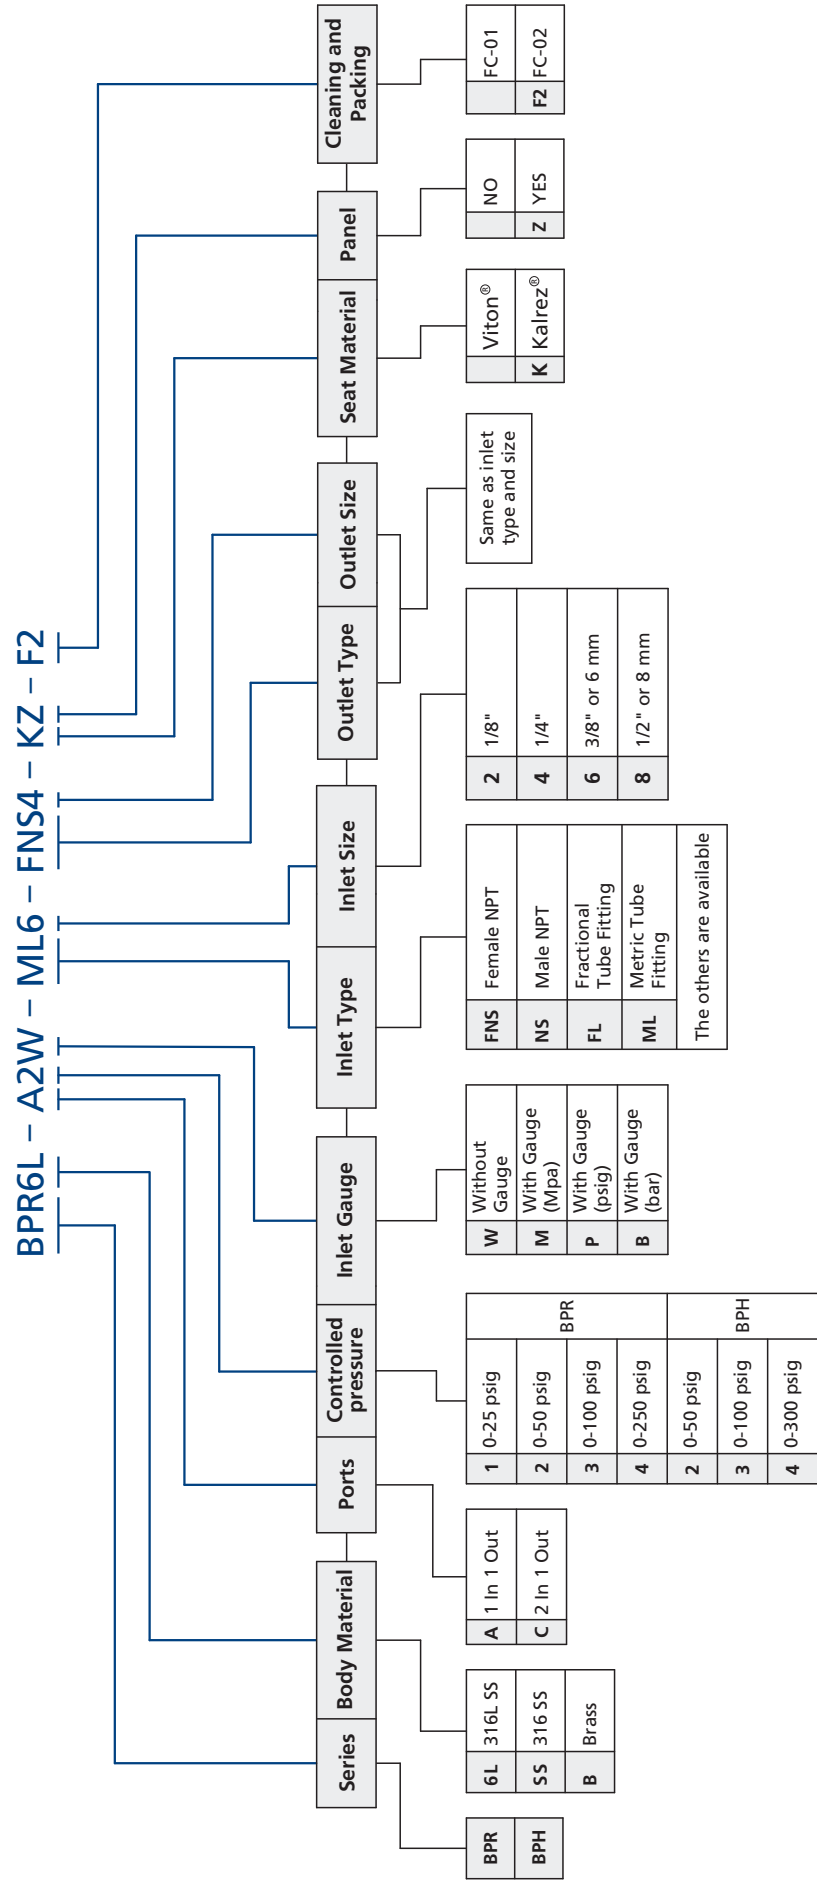 BPR6L – A2W – ML6 – FNS4 – KZ – F2
Series
Body Material
Ports
Controlled
pressure
Inlet Gauge
Inlet Type
Inlet Size
Outlet Type
Outlet Size
Seat Material
Panel
Cleaning and
Packing
BPR
BPH
6L 316L SS
SS 316 SS
B Brass
A 1 In 1 Out
C 2 In 1 Out
1 0-25 psig
2 0-50 psig
3 0-100 psig
4 0-250 psig
BPR
2 0-50 psig
3 0-100 psig
4 0-300 psig
BPH
W Without
Gauge
M With Gauge
(Mpa)
P With Gauge
(psig)
B With Gauge
(bar)
FNS Female NPT
NS Male NPT
FL Fractional
Tube Fitting
ML Metric Tube
Fitting
The others are available
2 1/8"
4 1/4"
6 3/8" or 6 mm
8 1/2" or 8 mm
Same as inlet
type and size
Viton®
K Kalrez®
NO
Z YES
FC-01
F2 FC-02